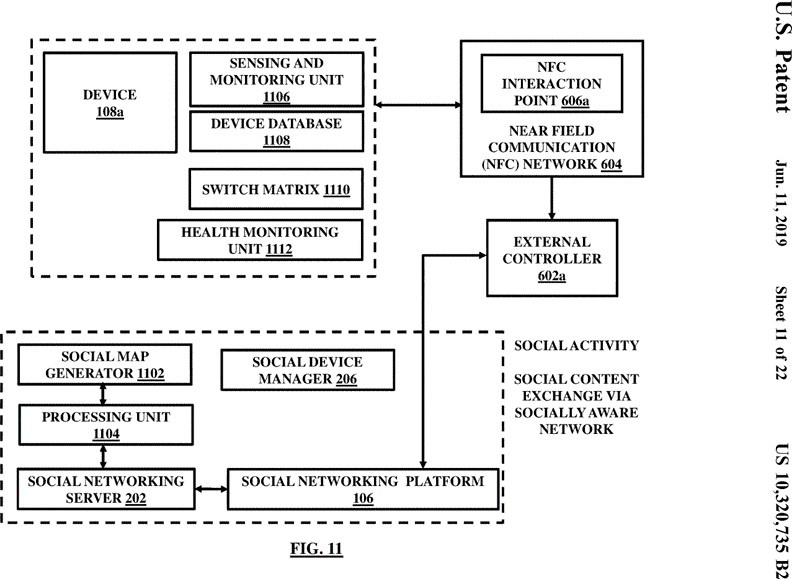 U.S. Patent
Jun. 11, 2019
Sheet 11 of 22
US 10,320,735 B2
DEVICE
108a
SENSING AND
MONITORING UNIT
1106
DEVICE DATABASE
1108
SWITCH MATRIX 1110
HEALTH MONITORING
UNIT 1112
NFC
INTERACTION
POINT 606a
NEAR FIELD
COMMUNICATION
(NFC) NETWORK 604
EXTERNAL
CONTROLLER
602a
SOCIAL MAP
GENERATOR 1102
SOCIAL DEVICE
MANAGER 206
PROCESSING UNIT
1104
SOCIAL NETWORKING
SERVER 202
SOCIAL NETWORKING PLATFORM
106
SOCIAL ACTIVITY
SOCIAL CONTENT
EXCHANGE VIA
SOCIALLY AWARE
NETWORK
FIG. 11